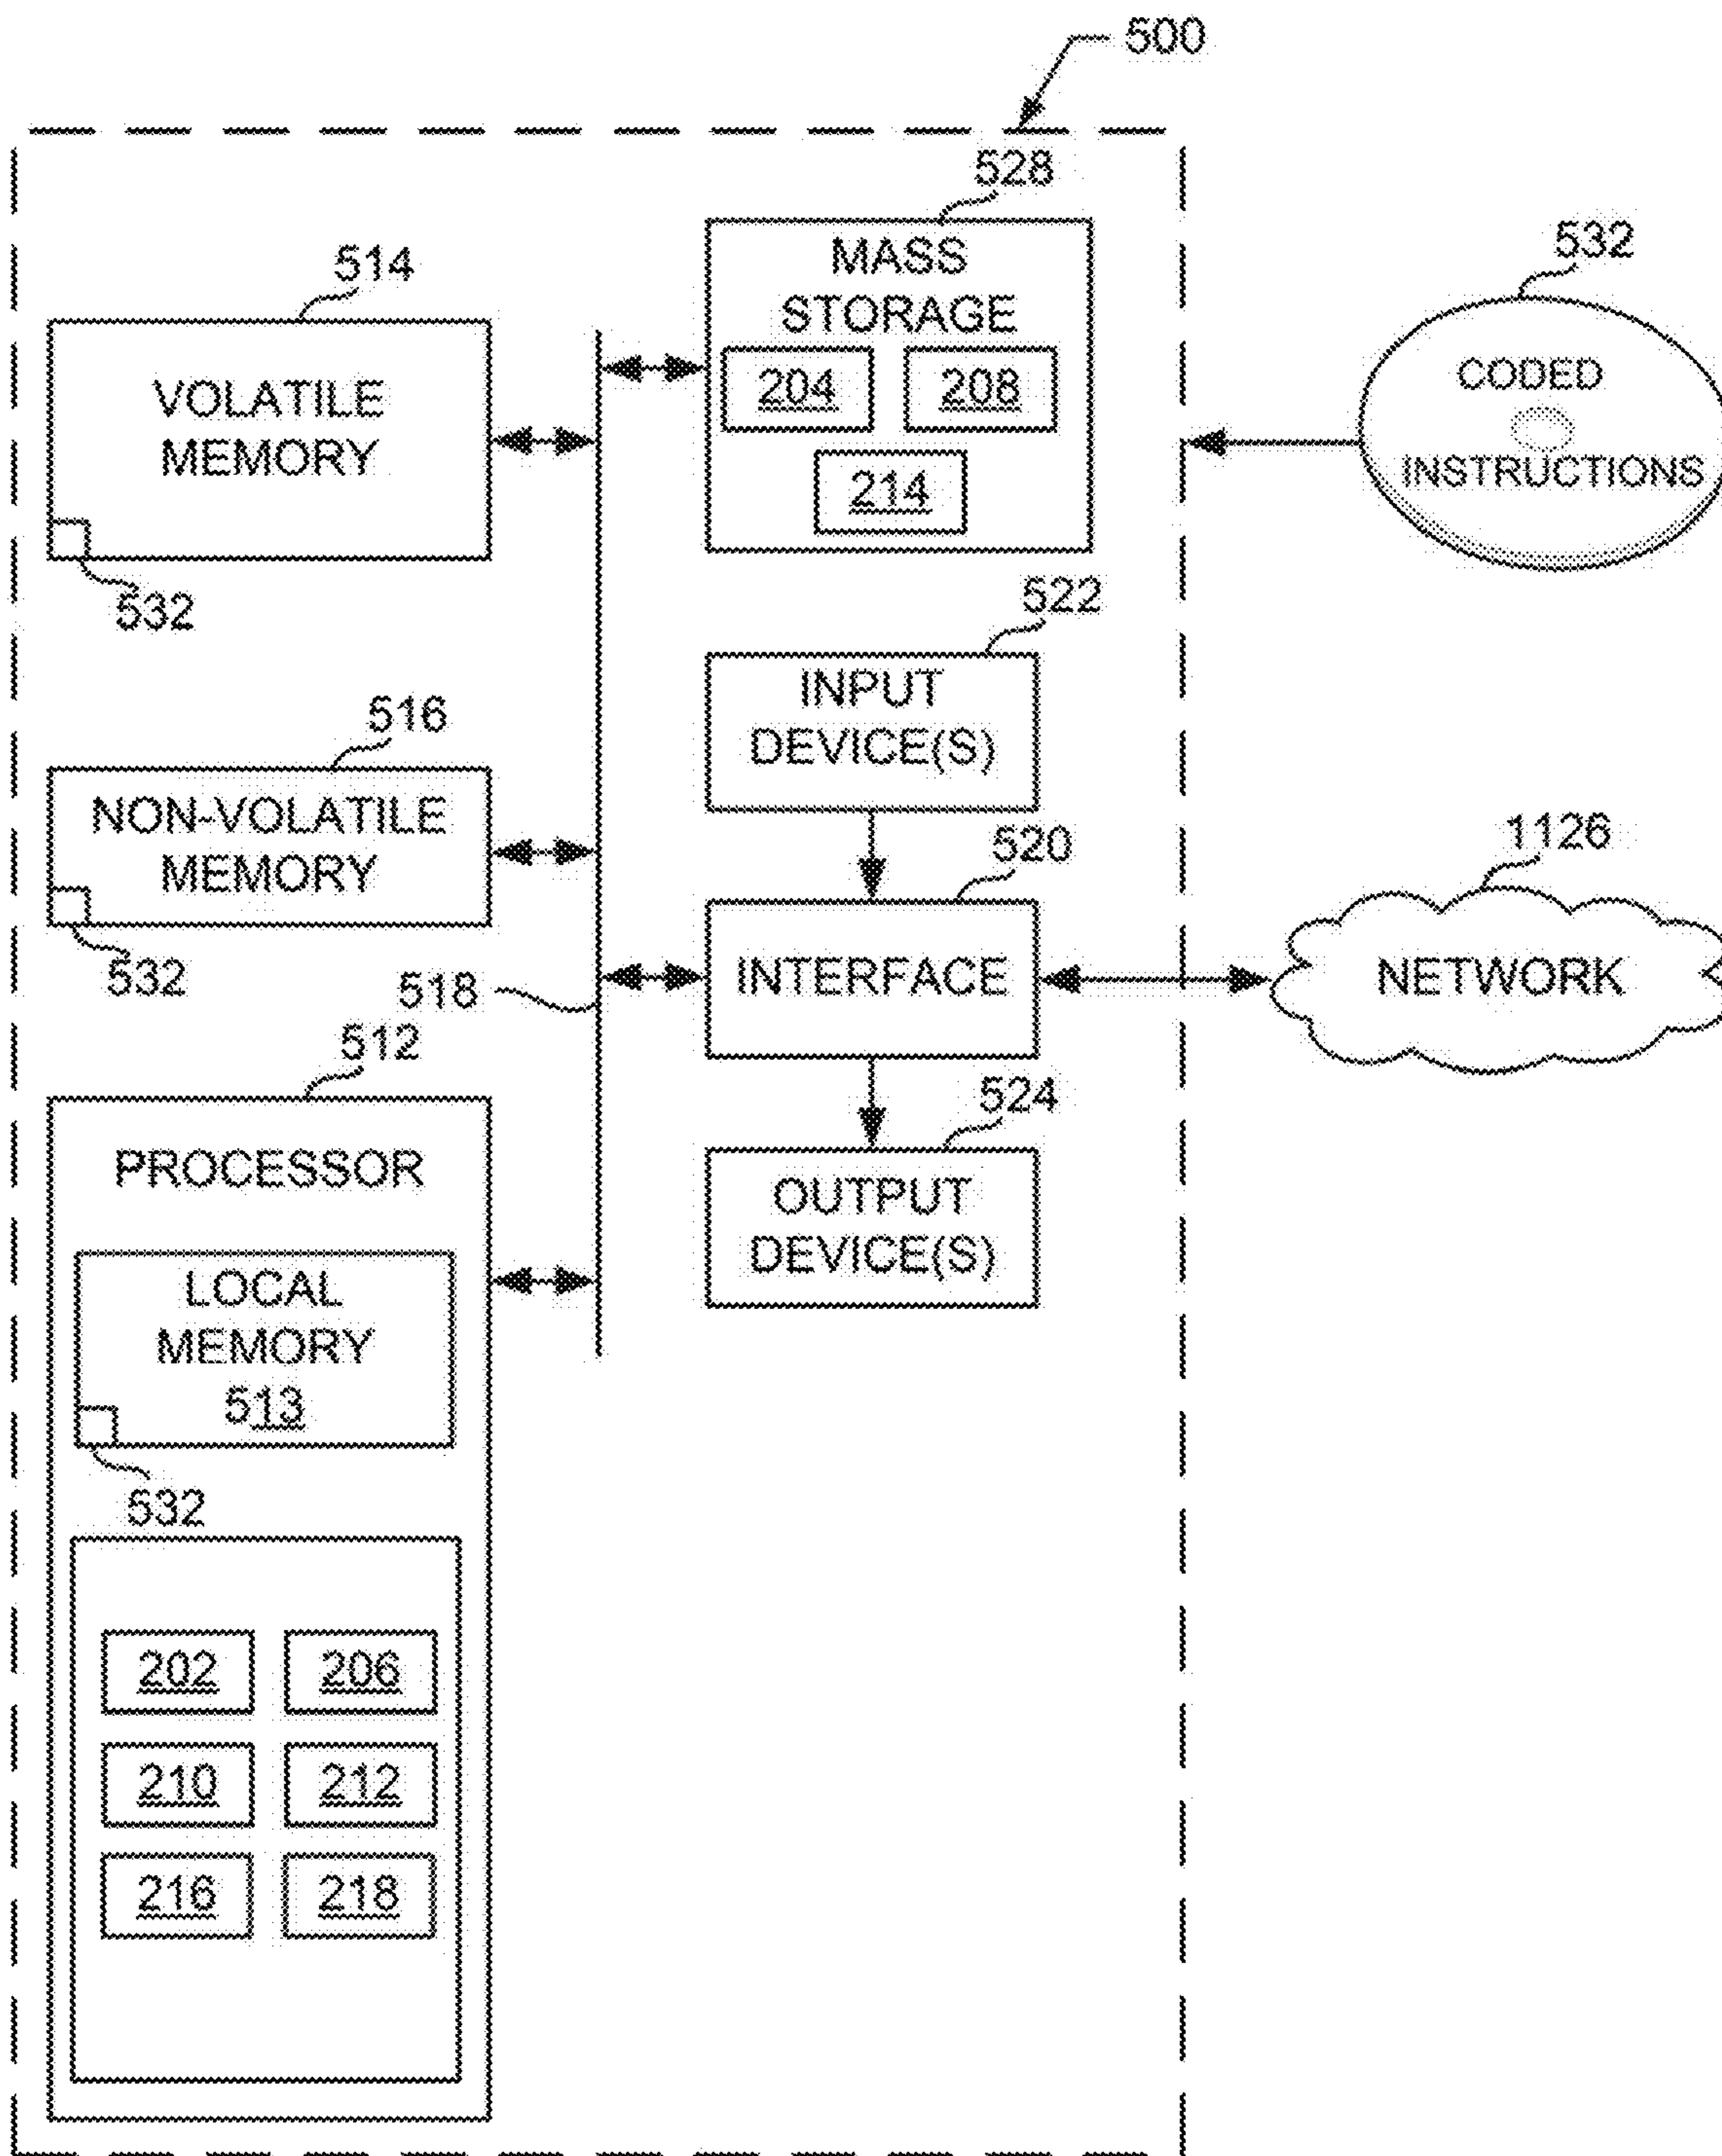 500
528
MASS
STORAGE
204 208
214
514
VOLATILE
MEMORY
532
532
CODED
INSTRUCTIONS
522
INPUT
DEVICE(S)
516
NON-VOLATILE
MEMORY
532
520
INTERFACE
518
1126
NETWORK
512
PROCESSOR
LOCAL
MEMORY
513
532
524
OUTPUT
DEVICE(S)
202 206
210 212
216 218